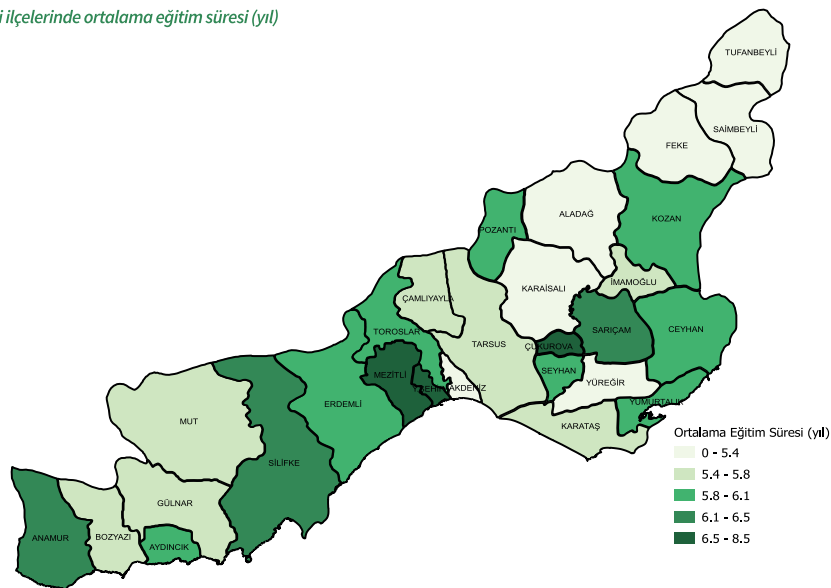 i ilçelerinde ortalama eğitim süresi (yıl)
TUFANBEYLİ
SAİMBEYLİ
FEKE
ALADAĞ
KOZAN
POZANTI
KARAİSALI
İMAMOĞLU
ÇAMLIYAYLA
TOROSLAR
TARSUS
ÇUKUROVA
SARIÇAM
CEYHAN
MEZİTLİ
AKDENİZ
SEYHAN
YÜREĞİR
YUMURTALIK
ERDEMLİ
KARATAŞ
MUT
SİLİFKE
GÜLNAR
ANAMUR
BOZYAZI
AYDINCIK
Ortalama Eğitim Süresi (yıl)
0 - 5.4
5.4 - 5.8
5.8 - 6.1
6.1 - 6.5
6.5 - 8.5